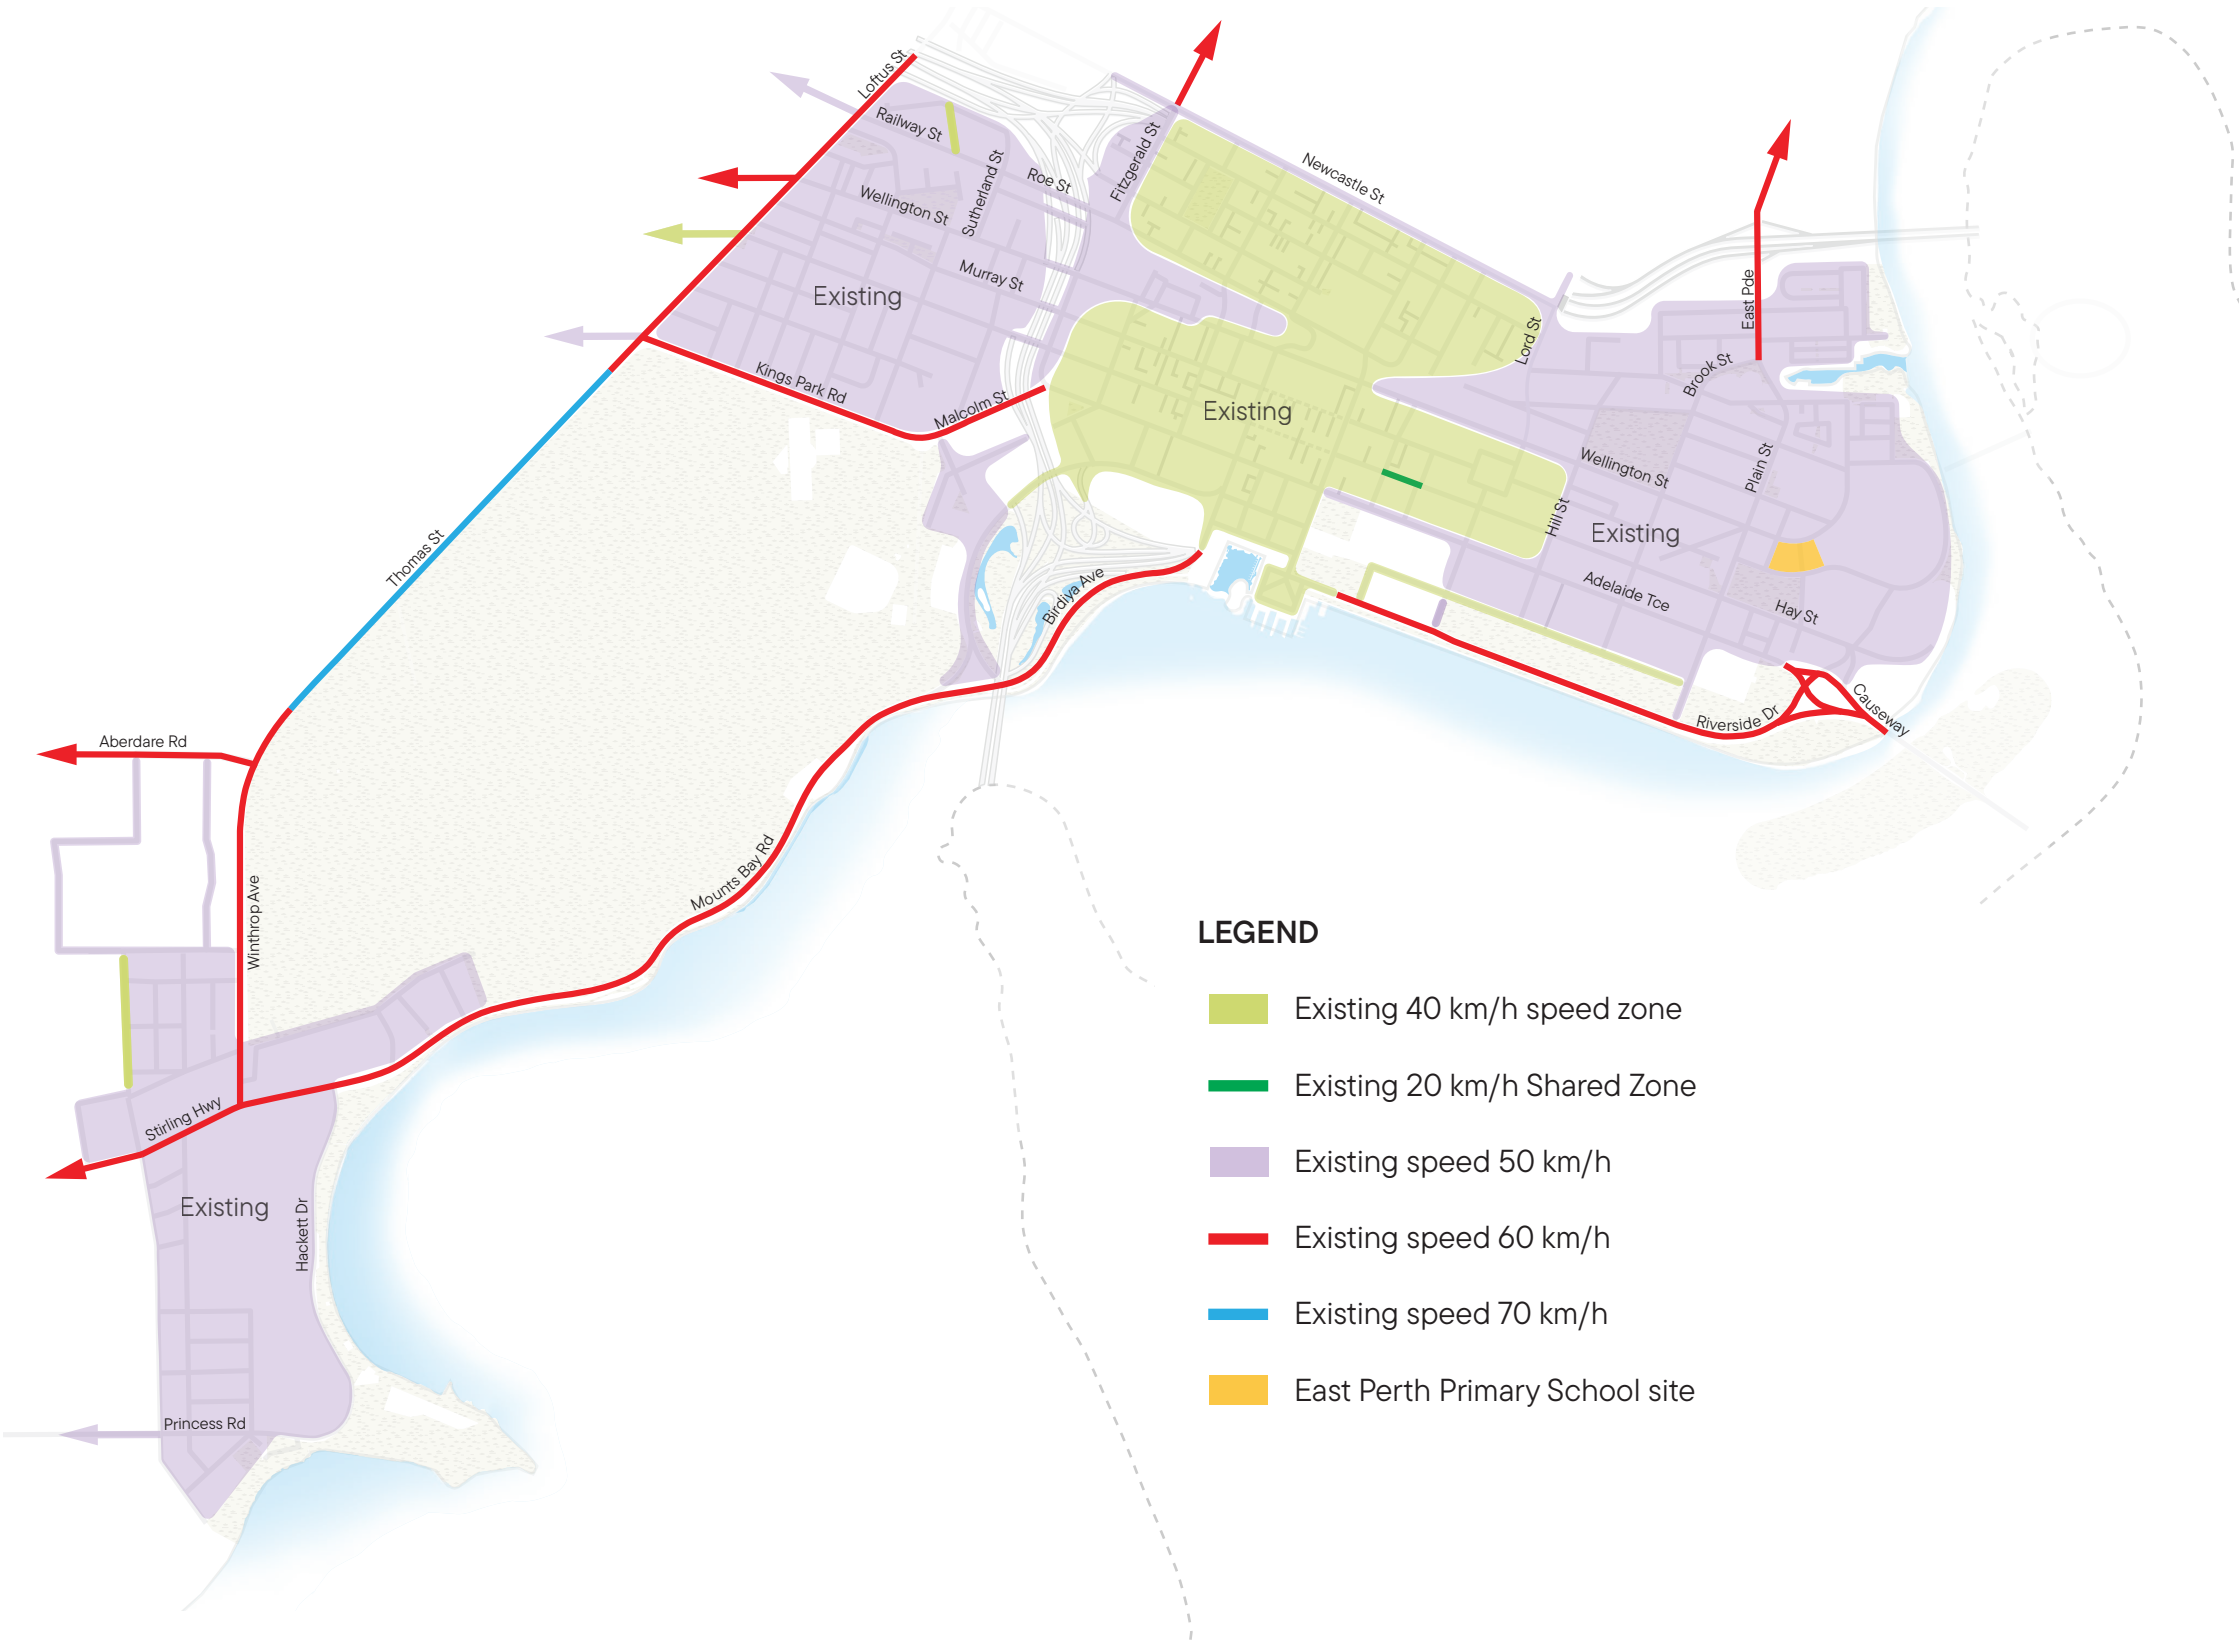 Loftus St
Railway St
Sutherland St
Roe St
Fitzgerald St
Newcastle St
Wellington St
Murray St
Existing
East Pde
Lord St
Brook St
Kings Park Rd
Malcolm St
Existing
Wellington St
Plain St
Hill St
Existing
Thomas St
Birdiya Ave
Adelaide Tce
Hay St
Causeway
Riverside Dr
Aberdare Rd
Mounts Bay Rd
Winthrop Ave
Stirling Hwy
Existing
Hackett Dr
Princess Rd
LEGEND
Existing 40 km/h speed zone
Existing 20 km/h Shared Zone
Existing speed 50 km/h
Existing speed 60 km/h
Existing speed 70 km/h
East Perth Primary School site